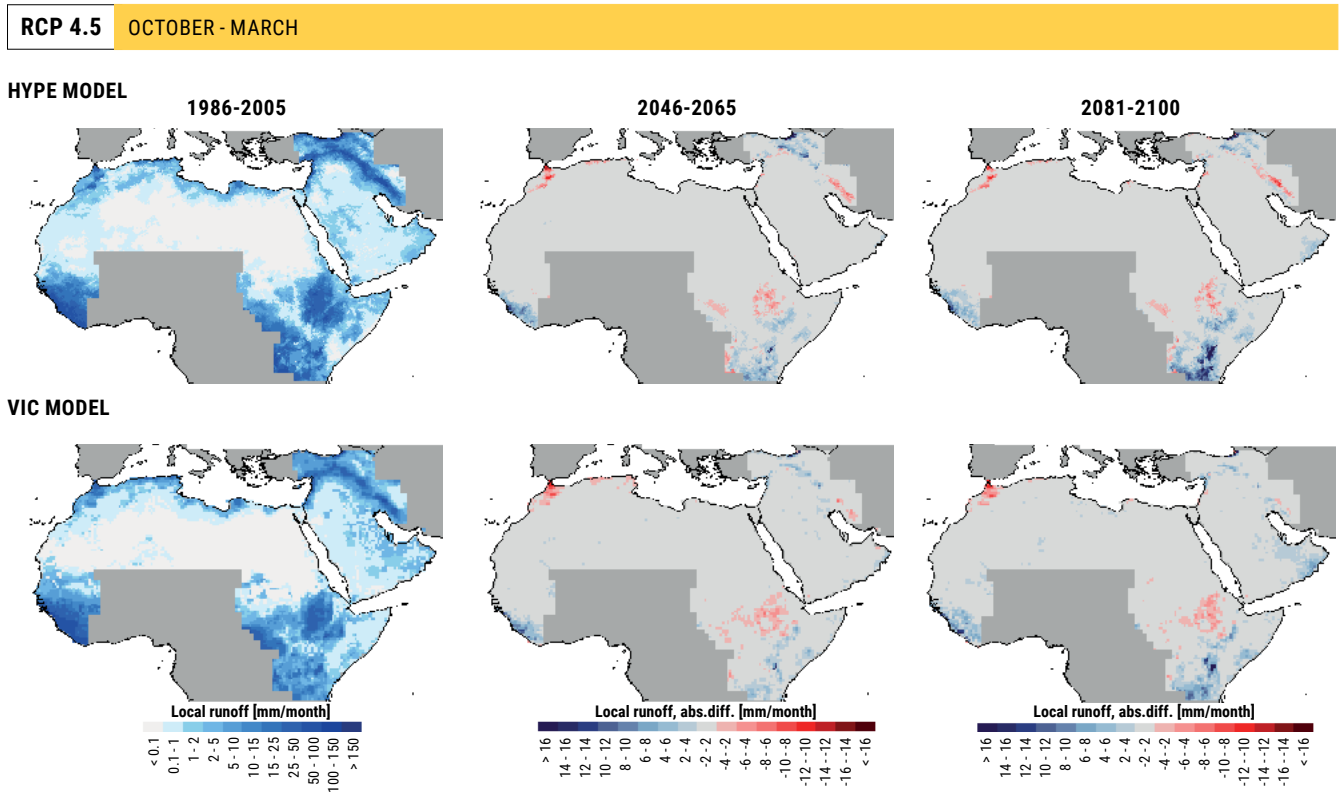 RCP 4.5 OCTOBER - MARCH
HYPE MODEL
1986-2005 2046-2065 2081-2100
VIC MODEL
Local runoff [mm/month] Local runoff, abs.diff. [mm/month] Local runoff, abs.diff. [mm/month]
< 0.1 0.1 - 1 1 - 2 2 - 5 5 - 10 10 - 15 15 - 25 25 - 50 50 - 100 100 - 150 > 150 > 16 14 - 16 12 - 14 10 - 12 8 - 10 6 - 8 4 - 6 2 - 4 -2 - 2 -4 --2 -6 --4 -8 --6 -10 --8 -12 --10 -14 --12 -16 --14 < -16 > 16 14 - 16 12 - 14 10 - 12 8 - 10 6 - 8 4 - 6 2 - 4 -2 - 2 -4 --2 -6 --4 -8 --6 -10 --8 -12 --10 -14 --12 -16 --14 < -16